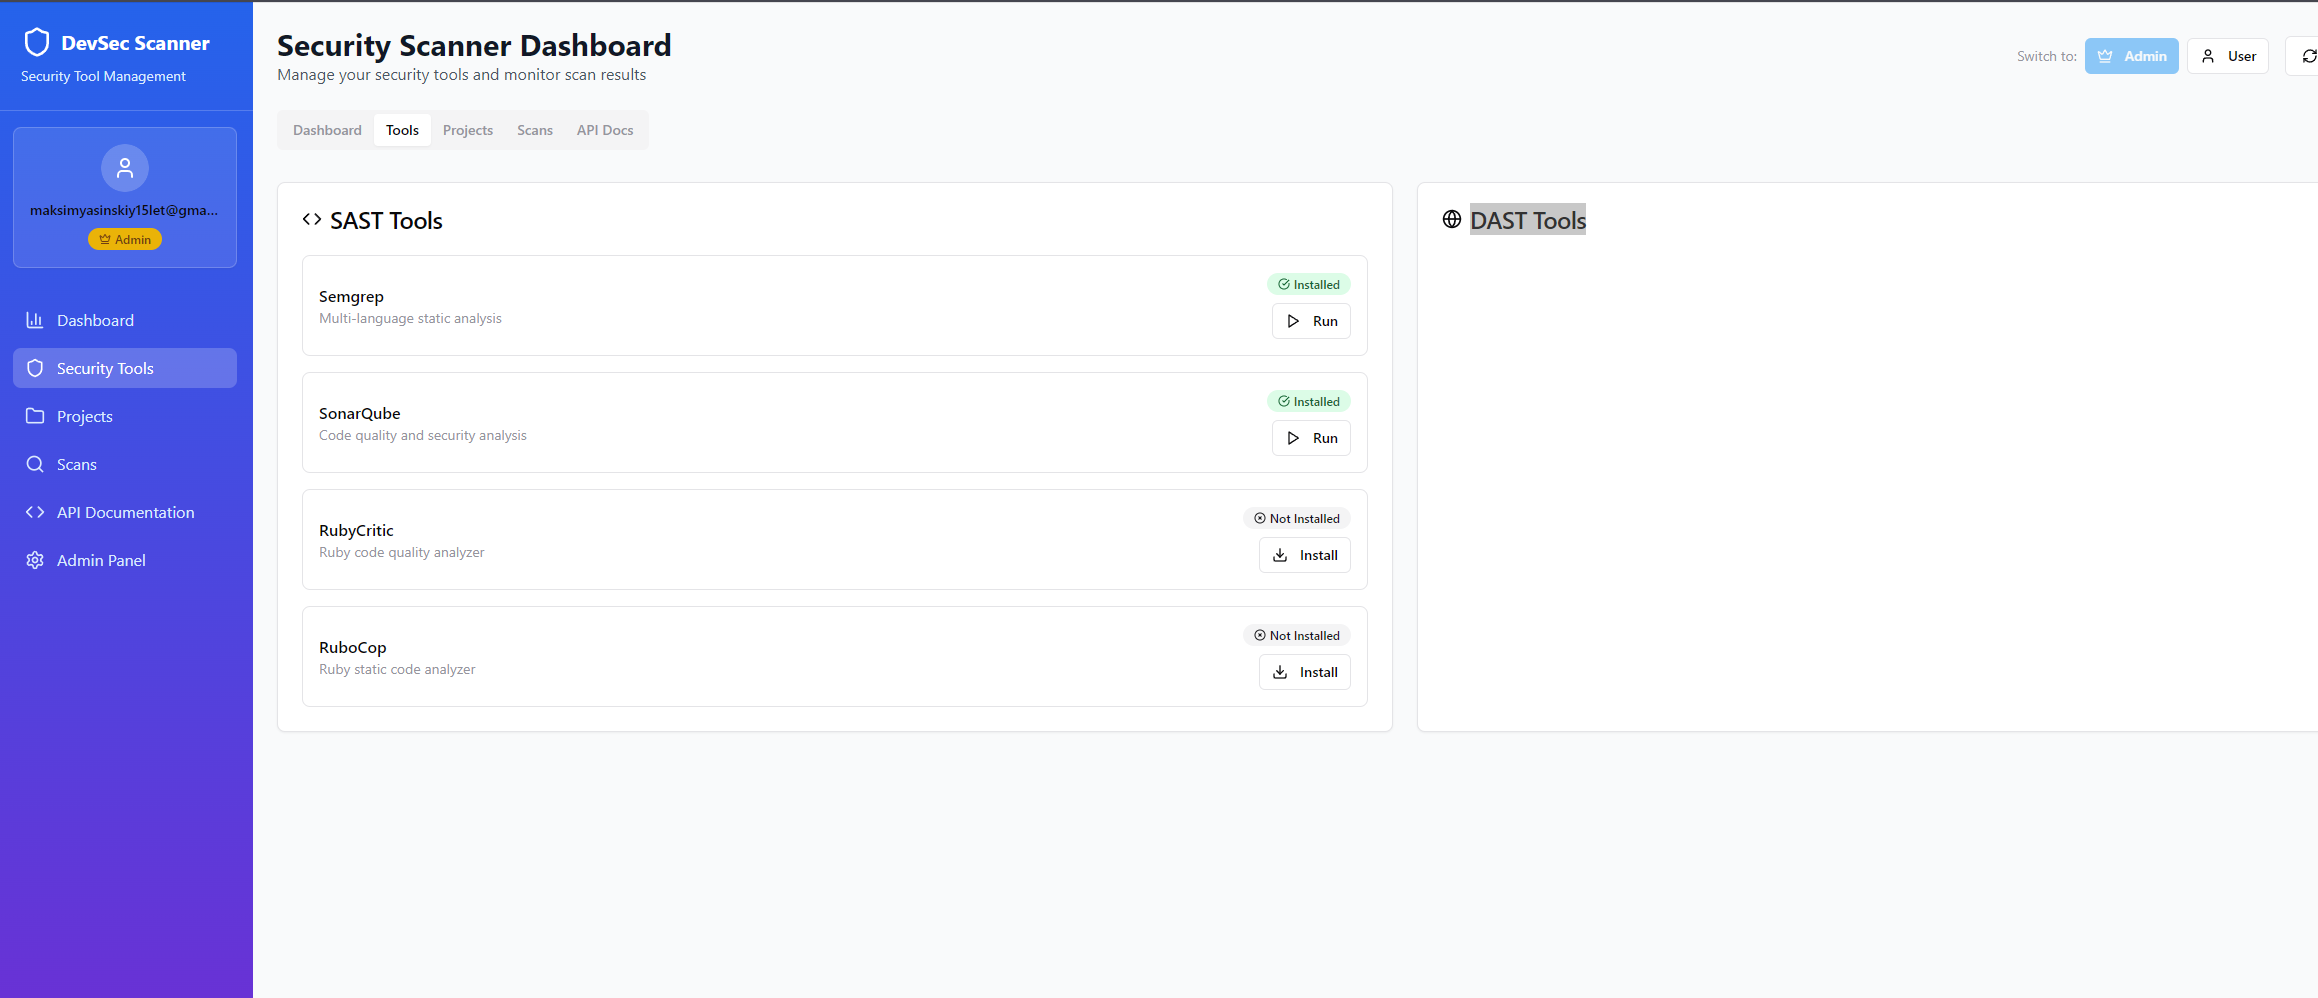 DevSec Scanner
Security Tool Management
maksimyasinskiy15let@gma...
Admin
Dashboard
Security Tools
Projects
Scans
API Documentation
Admin Panel
Security Scanner Dashboard
Manage your security tools and monitor scan results
Switch to: Admin User
Dashboard Tools Projects Scans API Docs
SAST Tools
Semgrep
Multi-language static analysis
Installed
Run
SonarQube
Code quality and security analysis
Installed
Run
RubyCritic
Ruby code quality analyzer
Not Installed
Install
RuboCop
Ruby static code analyzer
Not Installed
Install
DAST Tools